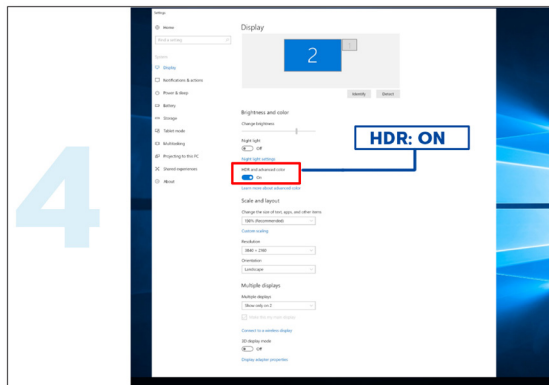 Settings
Home
Display
Find a setting
System
Display
Notifications & actions
Power & sleep
Battery
Storage
Tablet mode
Multitasking
Projecting to this PC
Shared experiences
About
2
1
Identify
Detect
Brightness and color
Change brightness
Night light
Off
Night light settings
HDR and advanced color
On
Learn more about advanced color
Scale and layout
Change the size of text, apps, and other items
100% (Recommended)
Custom scaling
Resolution
3840 × 2160
Orientation
Landscape
Multiple displays
Multiple displays
Show only on 2
Make this my main display
Connect to a wireless display
3D display mode
Off
Display adapter properties
HDR: ON
4